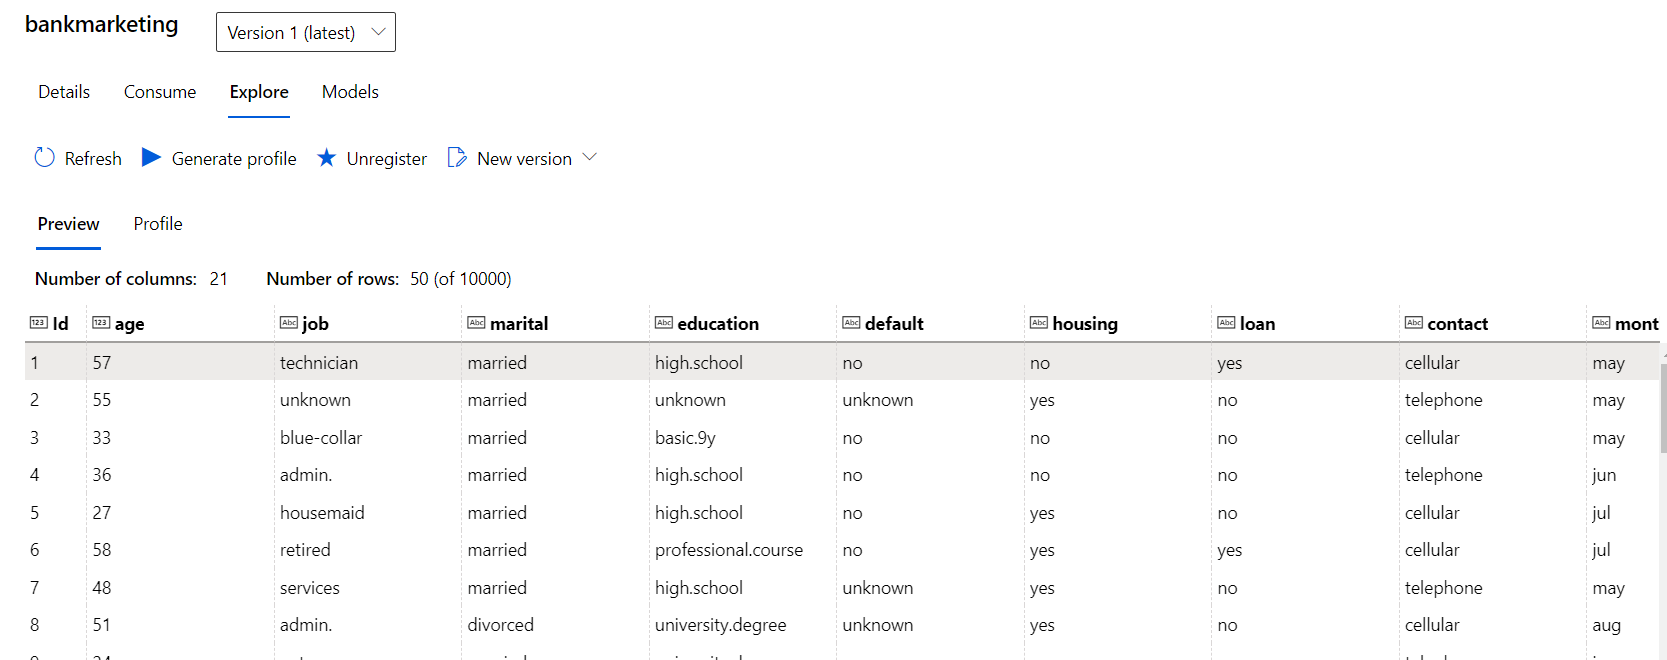 bankmarketing Version 1 (latest)
Details Consume Explore Models
Refresh Generate profile Unregister New version
Preview Profile
Number of columns: 21 Number of rows: 50 (of 10000)
123 Id 123 age Abc job Abc marital Abc education Abc default Abc housing Abc loan Abc contact Abc mont
1 57 technician married high.school no no yes cellular may
2 55 unknown married unknown unknown yes no telephone may
3 33 blue-collar married basic.9y no no no cellular may
4 36 admin. married high.school no no no telephone jun
5 27 housemaid married high.school no yes no cellular jul
6 58 retired married professional.course no yes yes cellular jul
7 48 services married high.school unknown yes no telephone may
8 51 admin. divorced university.degree unknown yes no cellular aug